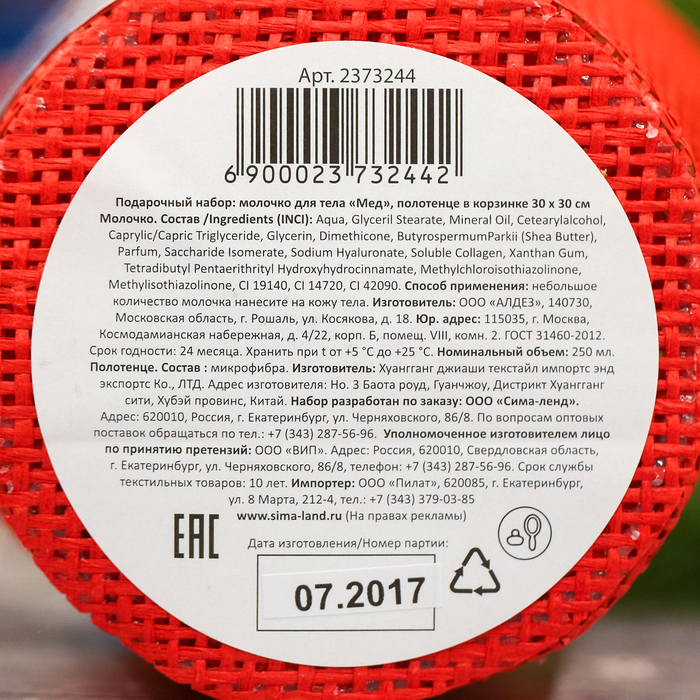 Арт. 2373244
6 900023 732442
Подарочный набор: молочко для тела «Мед», полотенце в корзинке 30 х 30 см
Молочко. Состав /Ingredients (INCI): Aqua, Glyceril Stearate, Mineral Oil, Cetearylalcohol,
Caprylic/Capric Triglyceride, Glycerin, Dimethicone, ButyrospermumParkii (Shea Butter),
Parfum, Saccharide Isomerate, Sodium Hyaluronate, Soluble Collagen, Xanthan Gum,
Tetradibutyl Pentaerithrityl Hydroxyhydrocinnamate, Methylchloroisothiazolinone,
Methylisothiazolinone, CI 19140, CI 14720, CI 42090. Способ применения: небольшое
количество молочка нанесите на кожу тела. Изготовитель: ООО «АЛДЕЗ», 140730,
Московская область, г. Рошаль, ул. Косякова, д. 18. Юр. адрес: 115035, г. Москва,
Космодамианская набережная, д. 4/22, корп. Б, помещ. VIII, комн. 2. ГОСТ 31460-2012.
Срок годности: 24 месяца. Хранить при t от +5 °С до +25 °С. Номинальный объем: 250 мл.
Полотенце. Состав : микрофибра. Изготовитель: Хуангганг джиаши текстайл импортс энд
экспортс Ко., ЛТД. Адрес изготовителя: Но. 3 Баота роуд, Гуанчжоу, Дистрикт Хуангганг
сити, Хубэй провинс, Китай. Набор разработан по заказу: ООО «Сима-ленд».
Адрес: 620010, Россия, г. Екатеринбург, ул. Черняховского, 86/8. По вопросам оптовых
поставок обращаться по тел.: +7 (343) 287-56-96. Уполномоченное изготовителем лицо
по принятию претензий: ООО «ВИП». Адрес: Россия, 620010, Свердловская область,
г. Екатеринбург, ул. Черняховского, 86/8, телефон: +7 (343) 287-56-96. Срок службы
текстильных товаров: 10 лет. Импортер: ООО «Пилат», 620085, г. Екатеринбург,
ул. 8 Марта, 212-4, тел.: +7 (343) 379-03-85
www.sima-land.ru (На правах рекламы)
EAC
Дата изготовления/Номер партии:
07.2017